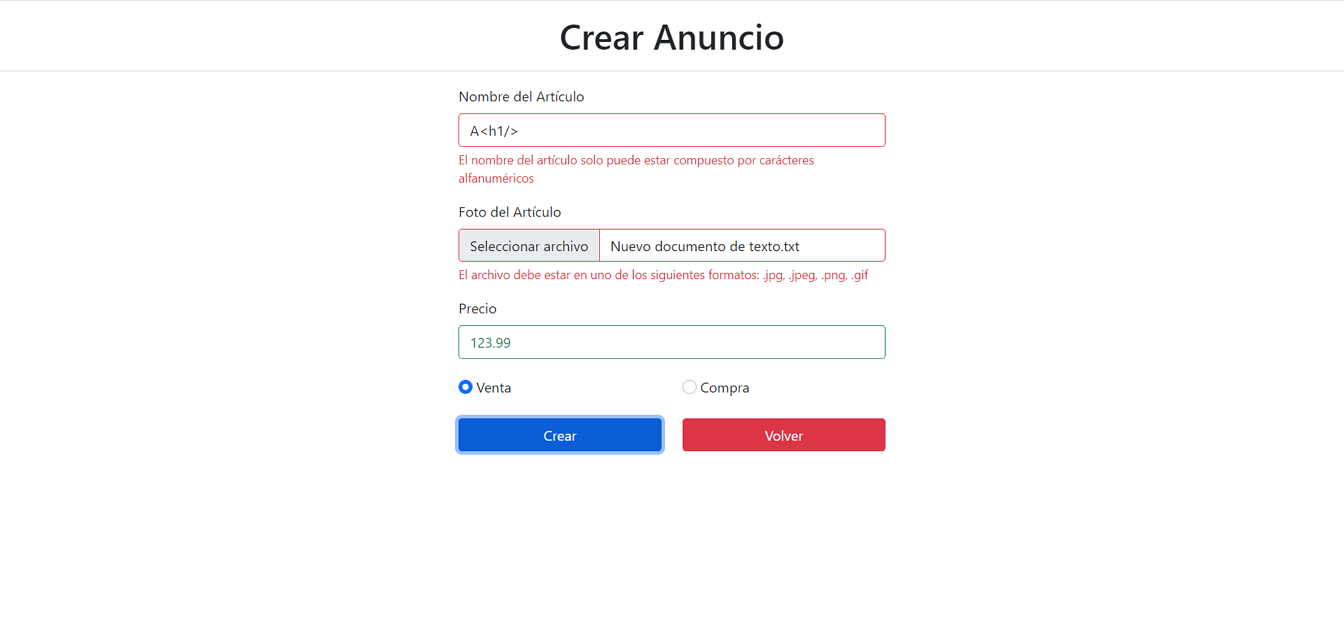 Crear Anuncio
Nombre del Artículo
A<h1/>
El nombre del artículo solo puede estar compuesto por carácteres
alfanuméricos
Foto del Artículo
Seleccionar archivo Nuevo documento de texto.txt
El archivo debe estar en uno de los siguientes formatos: .jpg, .jpeg, .png, .gif
Precio
123.99
Venta Compra
Crear Volver